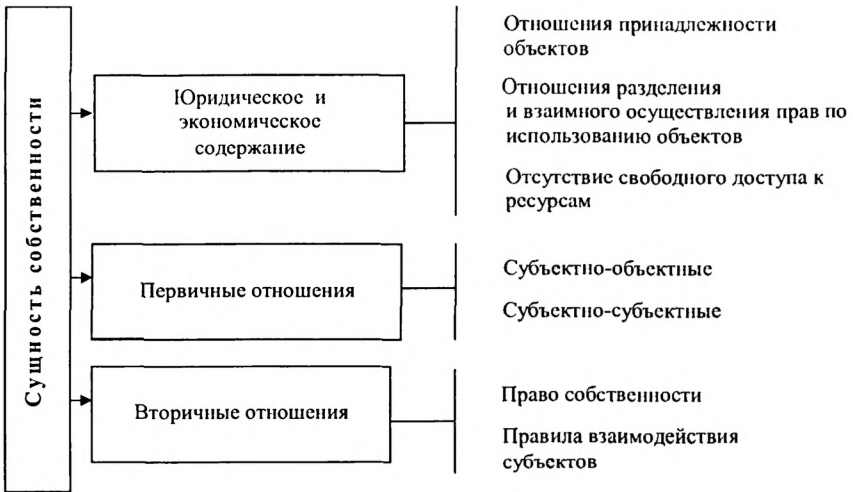 Сущность собственности
Юридическое и
экономическое
содержание
Отношения принадлежности
объектов
Отношения разделения
и взаимного осуществления прав по
использованию объектов
Отсутствие свободного доступа к
ресурсам
Первичные отношения
Субъектно-объектные
Субъектно-субъектные
Вторичные отношения
Право собственности
Правила взаимодействия
субъектов